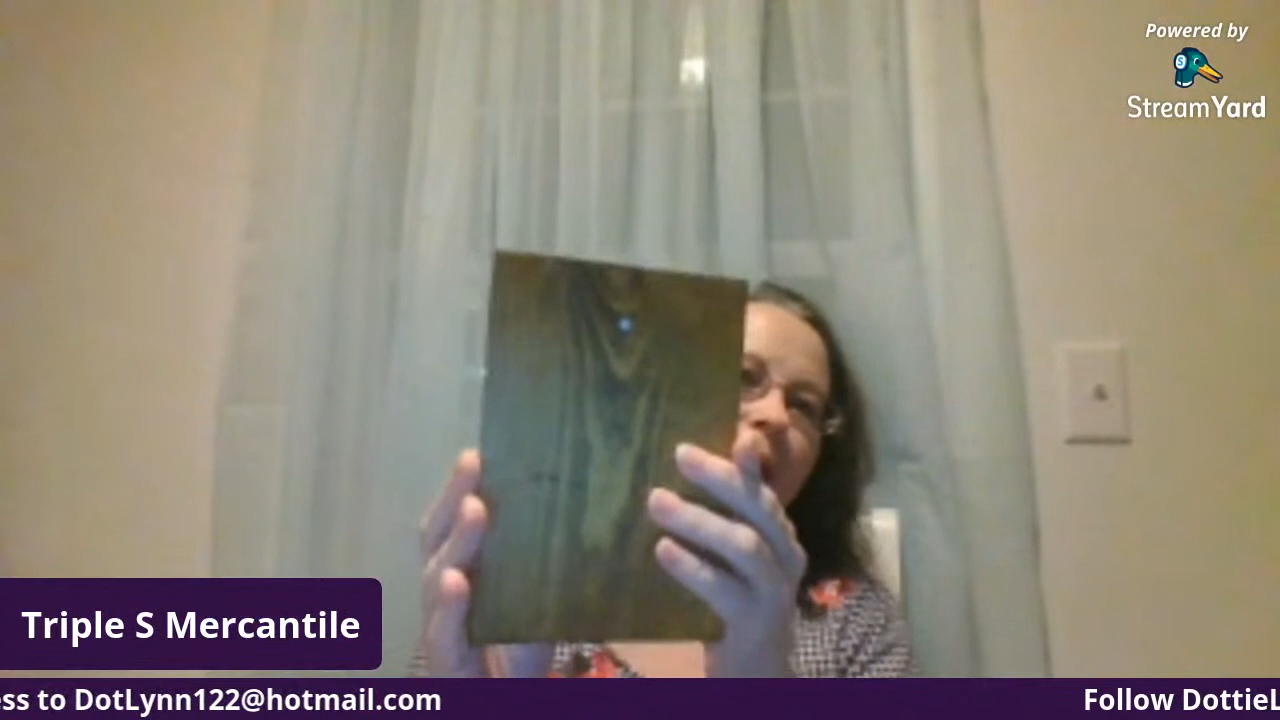 Powered by
StreamYard
Triple S Mercantile
ess to DotLynn122@hotmail.com
Follow DottieL